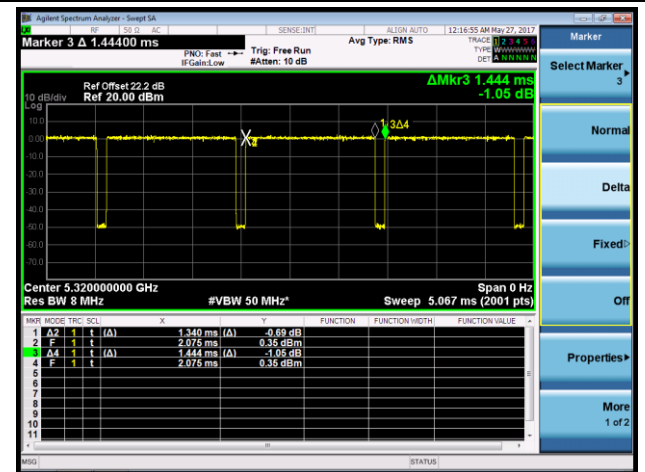 Agilent Spectrum Analyzer - Swept SA
RF 50 Ω AC SENSE:INT ALIGN AUTO 12:16:55 AM May 27, 2017
Marker 3 Δ 1.44400 ms
PNO: Fast
IFGain:Low
Trig: Free Run
#Atten: 10 dB
Avg Type: RMS
TRACE 1 2 3 4 5
TYPE WWWWWW
DET A N N N N N
Ref Offset 22.2 dB
10 dB/div Ref 20.00 dBm
Log
ΔMkr3 1.444 ms
-1.05 dB
10.0
0.00
-10.0
-20.0
-30.0
-40.0
-50.0
-60.0
-70.0
1 3Δ4
Center 5.320000000 GHz Span 0 Hz
Res BW 8 MHz #VBW 50 MHz* Sweep 5.067 ms (2001 pts)
MKR MODE TRC SCL X Y FUNCTION FUNCTION WIDTH FUNCTION VALUE
1 Δ2 1 t (Δ) 1.340 ms (Δ) -0.69 dB
2 F 1 t 2.075 ms 0.35 dBm
3 Δ4 1 t (Δ) 1.444 ms (Δ) -1.05 dB
4 F 1 t 2.075 ms 0.35 dBm
5
6
7
8
9
10
11
MSG STATUS
Marker
Select Marker
3
Normal
Delta
Fixed
Off
Properties
More
1 of 2